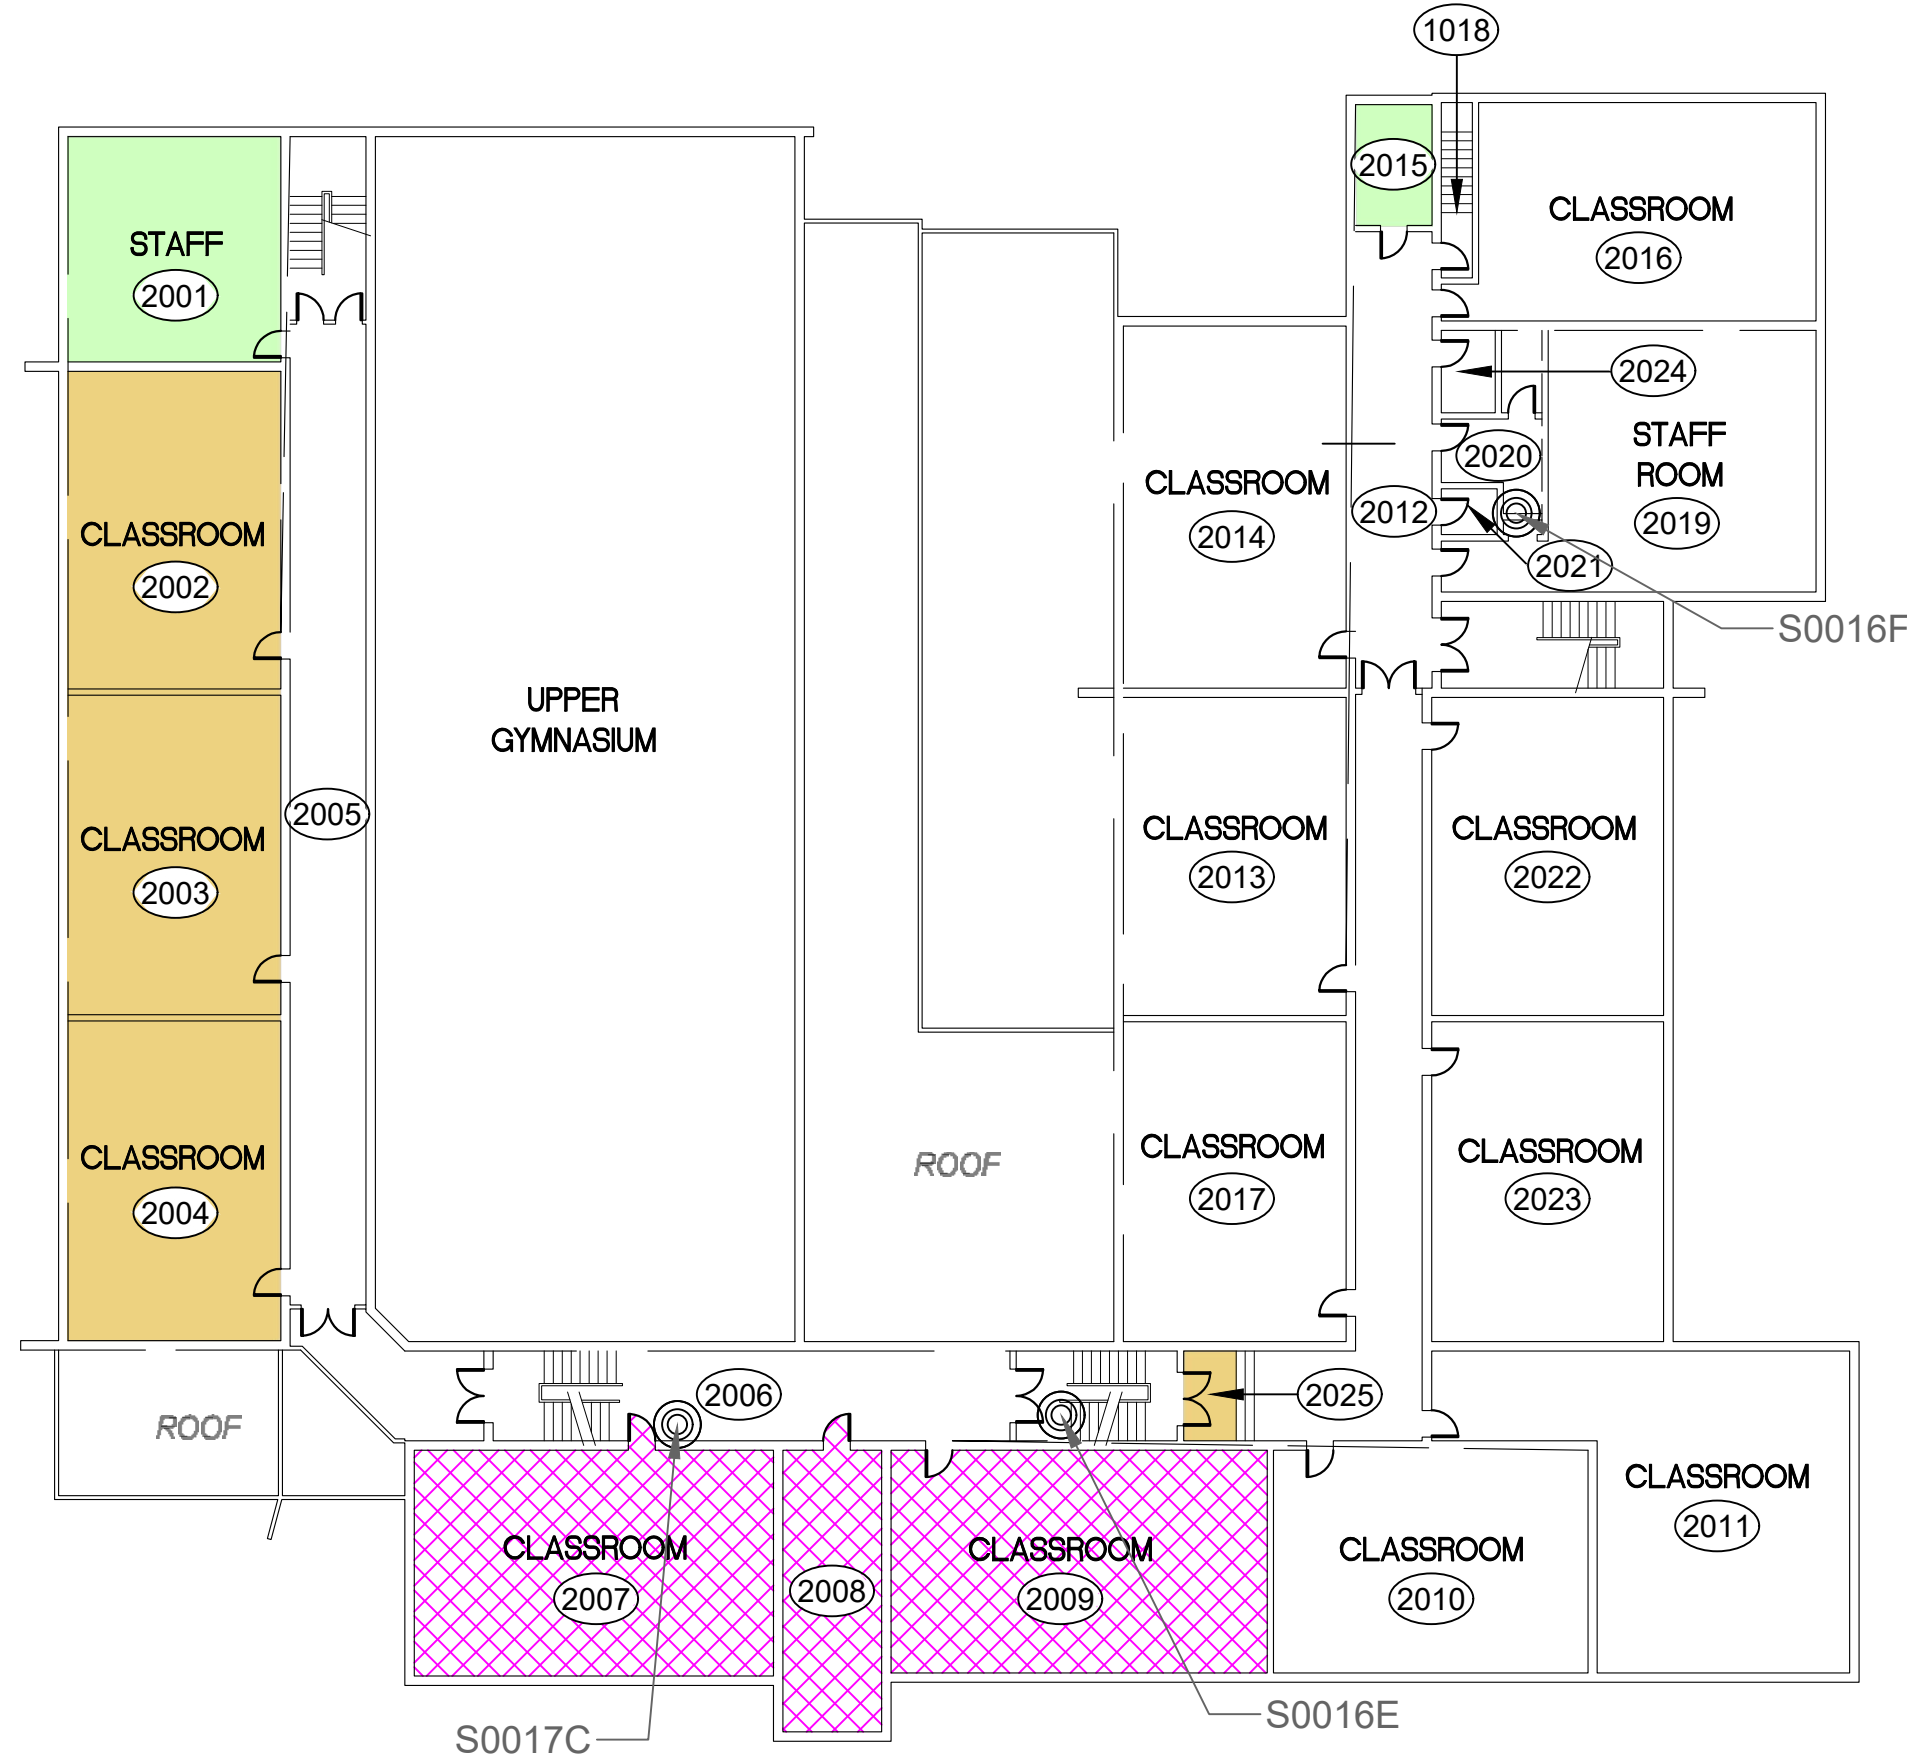 1018
2015
CLASSROOM
2016
STAFF
2001
2024
STAFF
ROOM
2019
2020
2012
2021
S0016F
CLASSROOM
2014
CLASSROOM
2002
UPPER
GYMNASIUM
2005
CLASSROOM
2003
CLASSROOM
2013
CLASSROOM
2022
CLASSROOM
2004
ROOF
CLASSROOM
2017
CLASSROOM
2023
2006
2025
ROOF
CLASSROOM
2007
2008
CLASSROOM
2009
CLASSROOM
2010
CLASSROOM
2011
S0017C
S0016E